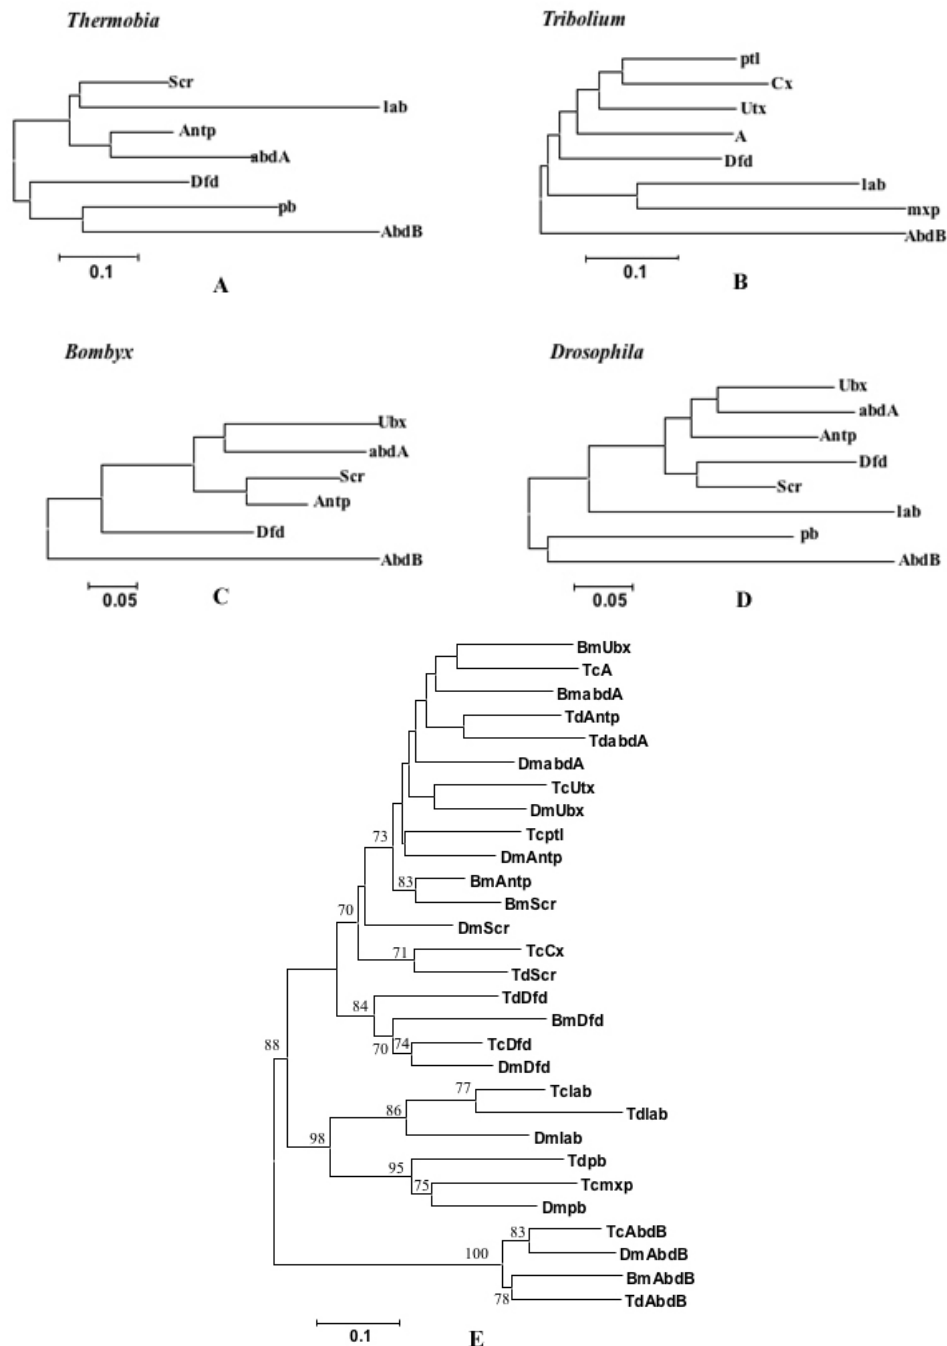 Thermobia
Scr
lab
Antp
abdA
Dfd
pb
AbdB
0.1
A
Tribolium
ptl
Cx
Utx
A
Dfd
lab
mxp
AbdB
0.1
B
Bombyx
Ubx
abdA
Scr
Antp
Dfd
AbdB
0.05
C
Drosophila
Ubx
abdA
Antp
Dfd
Scr
lab
pb
AbdB
0.05
D
BmUbx
TcA
BmabdA
TdAntp
TdabdA
DmabdA
TcUtx
DmUbx
Tcptl
73
DmAntp
83 BmAntp
BmScr
70
DmScr
71 TcCx
TdScr
84 TdDfd
BmDfd
70 74 TcDfd
DmDfd
88
77 Tclab
86 Tdlab
98 Dmlab
95 Tdpb
75 Tcmxp
Dmpb
83 TcAbdB
100 DmAbdB
BmAbdB
78 TdAbdB
0.1
E